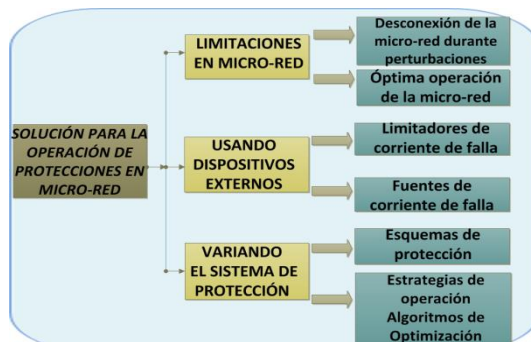 SOLUCIÓN PARA LA
OPERACIÓN DE
PROTECCIONES EN
MICRO-RED
LIMITACIONES
EN MICRO-RED
Desconexión de la
micro-red durante
perturbaciones
Óptima operación
de la micro-red
USANDO
DISPOSITIVOS
EXTERNOS
Limitadores de
corriente de falla
Fuentes de
corriente de falla
VARIANDO
EL SISTEMA DE
PROTECCIÓN
Esquemas de
protección
Estrategias de
operación
Algoritmos de
Optimización